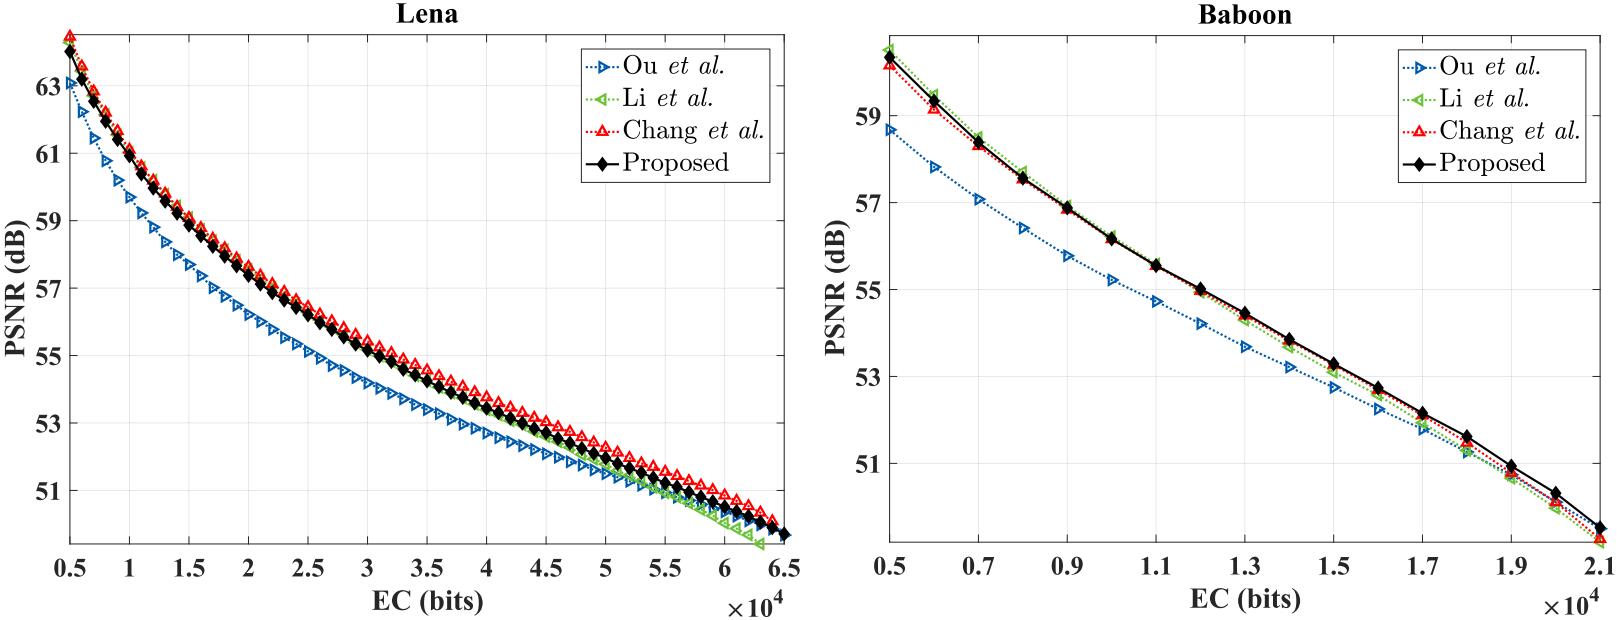 Lena
PSNR (dB)
63
61
59
57
55
53
51
Ou et al.
Li et al.
Chang et al.
Proposed
0.5 1 1.5 2 2.5 3 3.5 4 4.5 5 5.5 6 6.5
EC (bits)
×10⁴
Baboon
PSNR (dB)
59
57
55
53
51
Ou et al.
Li et al.
Chang et al.
Proposed
0.5 0.7 0.9 1.1 1.3 1.5 1.7 1.9 2.1
EC (bits)
×10⁴